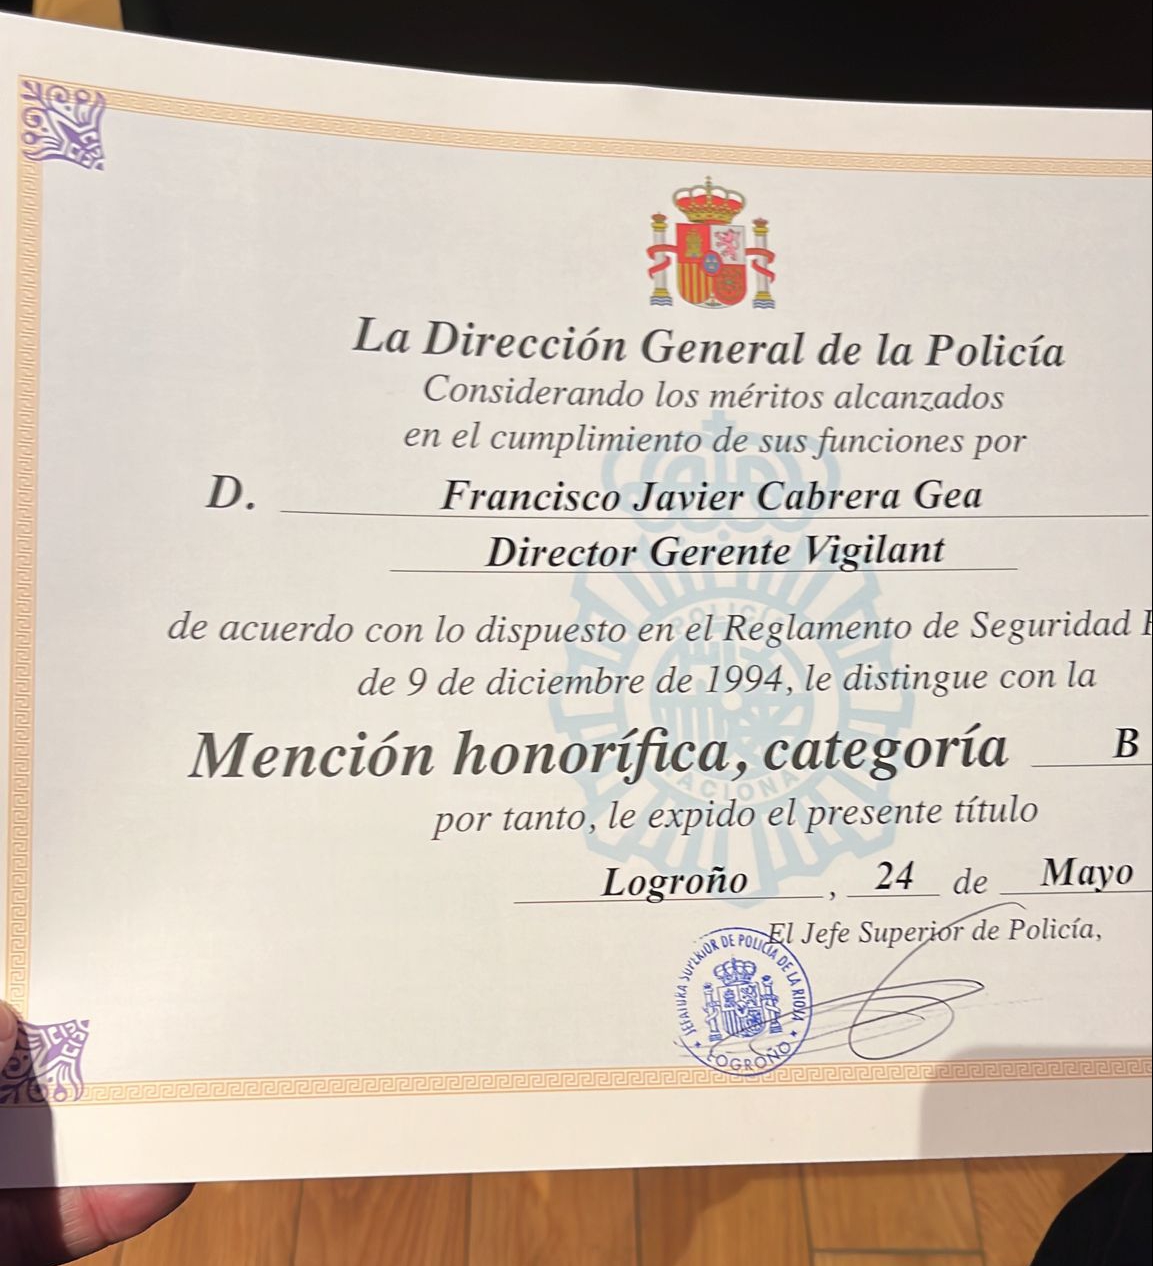 La Dirección General de la Policía
Considerando los méritos alcanzados
en el cumplimiento de sus funciones por
D. Francisco Javier Cabrera Gea
Director Gerente Vigilant
de acuerdo con lo dispuesto en el Reglamento de Seguridad
de 9 de diciembre de 1994, le distingue con la
Mención honorífica, categoría B
por tanto, le expido el presente título
Logroño, 24 de Mayo
El Jefe Superior de Policía,
JEFATURA SUPERIOR DE POLICÍA DE LA RIOJA
LOGROÑO